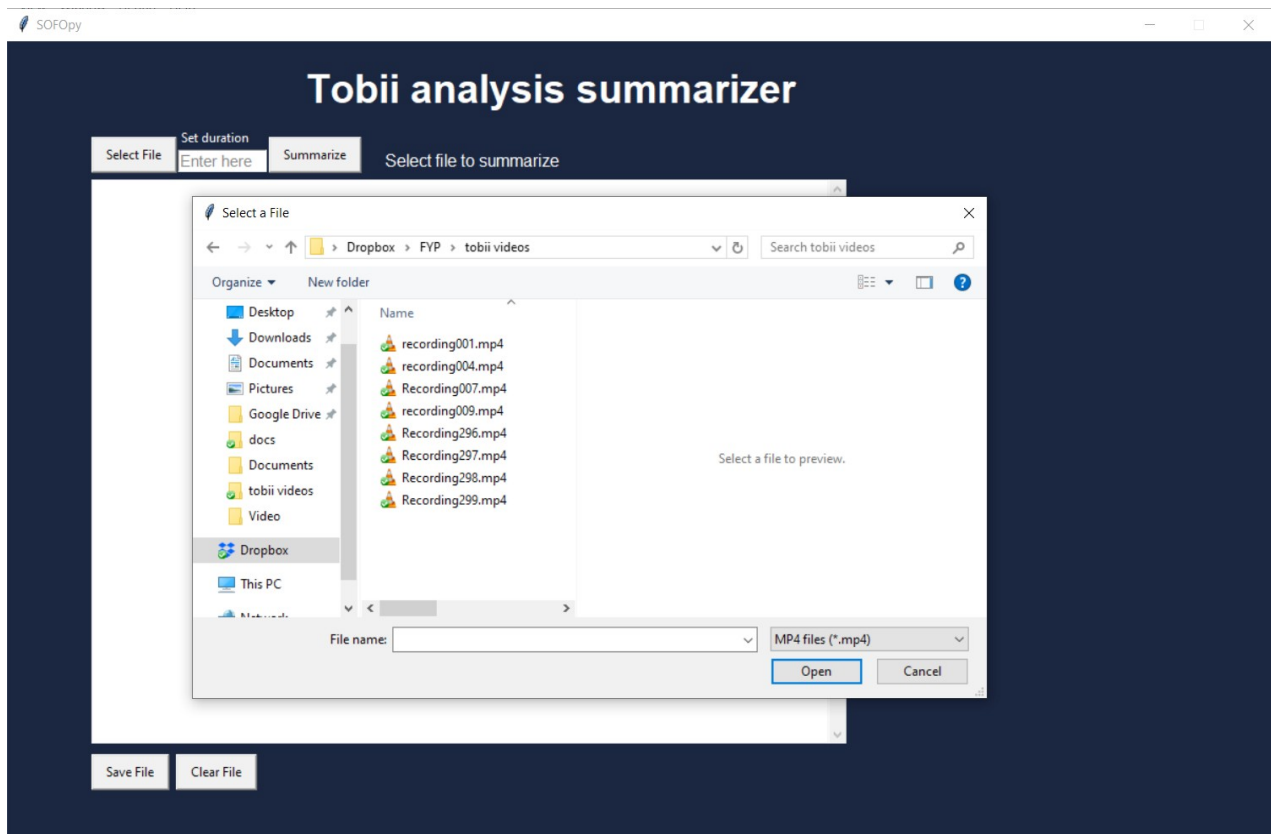 SOFOpy
Tobii analysis summarizer
Set duration
Select File
Enter here
Summarize
Select file to summarize
Select a File
Dropbox > FYP > tobii videos
Search tobii videos
Organize
New folder
Desktop
Downloads
Documents
Pictures
Google Drive
docs
Documents
tobii videos
Video
Dropbox
This PC
Network
Name
recording001.mp4
recording004.mp4
Recording007.mp4
recording009.mp4
Recording296.mp4
Recording297.mp4
Recording298.mp4
Recording299.mp4
Select a file to preview.
File name:
MP4 files (*.mp4)
Open
Cancel
Save File
Clear File